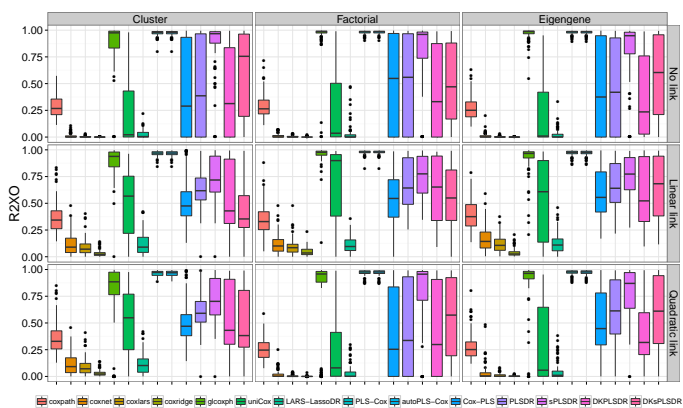 Cluster Factorial Eigengene
R2XO
1.00
0.75
0.50
0.25
0.00
No link
1.00
0.75
0.50
0.25
0.00
Linear link
1.00
0.75
0.50
0.25
0.00
Quadratic link
coxpath coxnet coxlars coxridge glcoxph uniCox LARS−LassoDR PLS−Cox autoPLS−Cox Cox−PLS PLSDR sPLSDR DKPLSDR DKsPLSDR